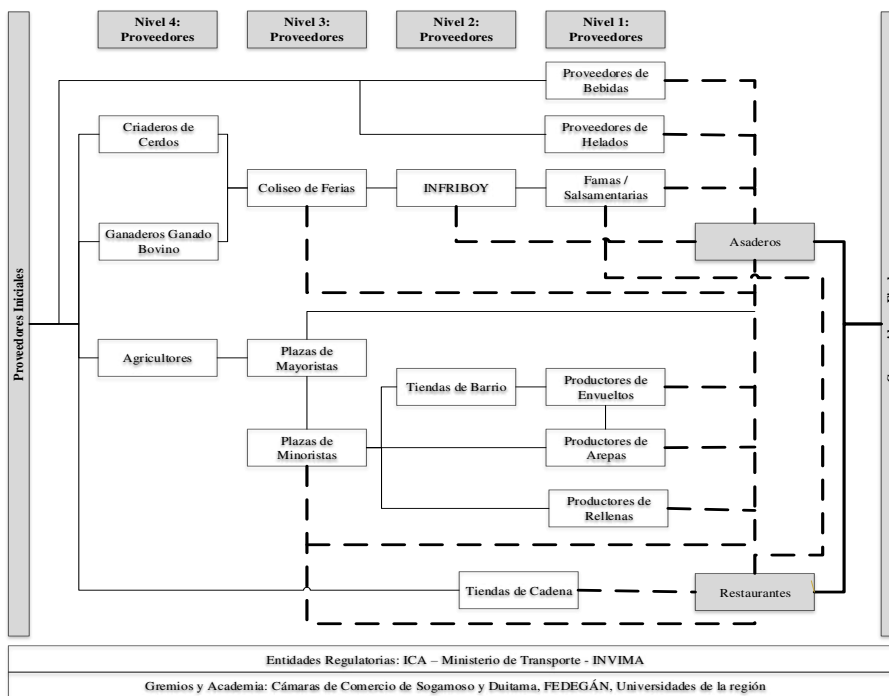 Nivel 4:
Proveedores
Nivel 3:
Proveedores
Nivel 2:
Proveedores
Nivel 1:
Proveedores
Proveedores Iniciales
Proveedores de
Bebidas
Criaderos de
Cerdos
Proveedores de
Helados
Coliseo de Ferias
INFRIBOY
Famas /
Salsamentarias
Ganaderos Ganado
Bovino
Asaderos
Agricultores
Plazas de
Mayoristas
Tiendas de Barrio
Productores de
Envueltos
Plazas de
Minoristas
Productores de
Arepas
Productores de
Rellenas
Tiendas de Cadena
Restaurantes
Entidades Regulatorias: ICA – Ministerio de Transporte - INVIMA
Gremios y Academia: Cámaras de Comercio de Sogamoso y Duitama, FEDEGÁN, Universidades de la región